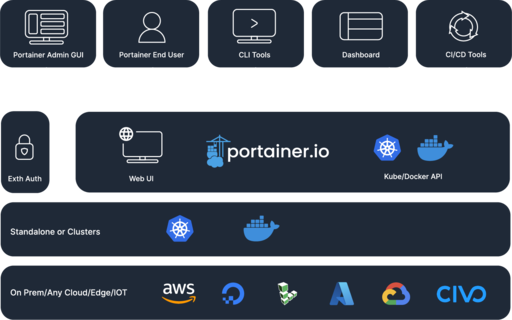 Portainer Admin GUI
Portainer End User
CLI Tools
Dashboard
CI/CD Tools
Exth Auth
Web UI
portainer.io
Kube/Docker API
Standalone or Clusters
On Prem/Any Cloud/Edge/IOT
aws
CIVO